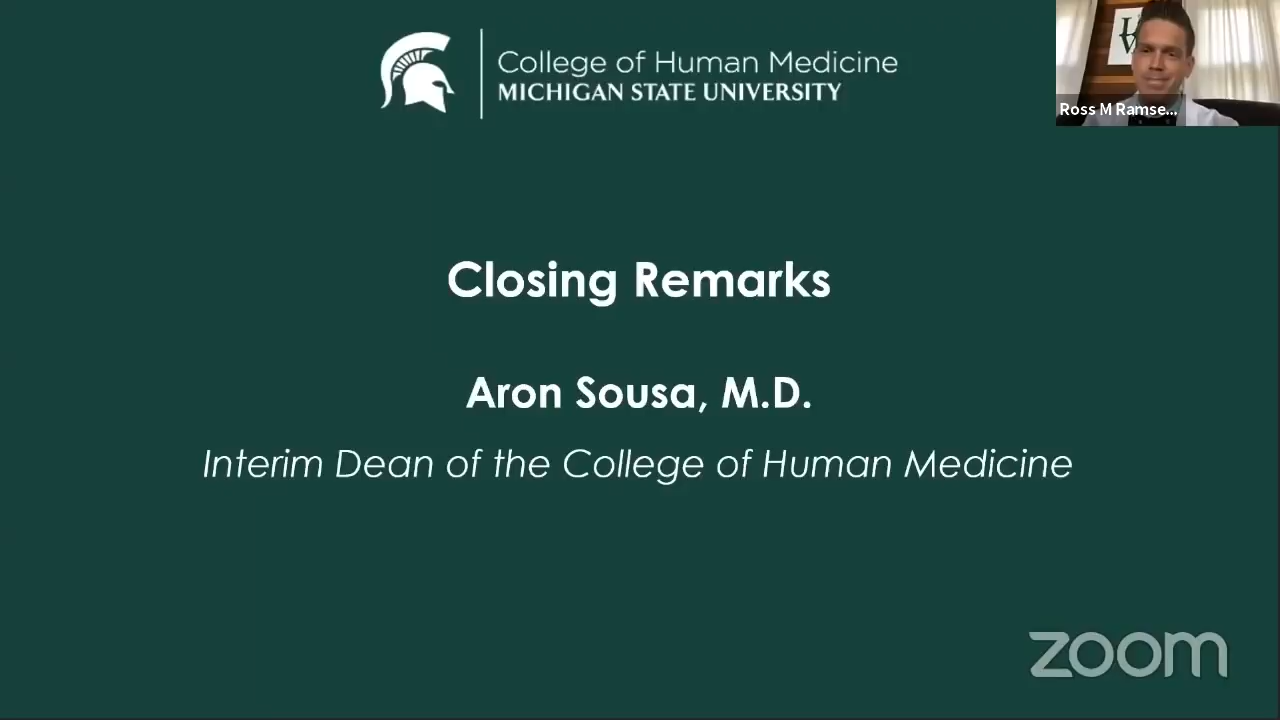 College of Human Medicine
MICHIGAN STATE UNIVERSITY
Ross M Ramse...
Closing Remarks
Aron Sousa, M.D.
Interim Dean of the College of Human Medicine
zoom